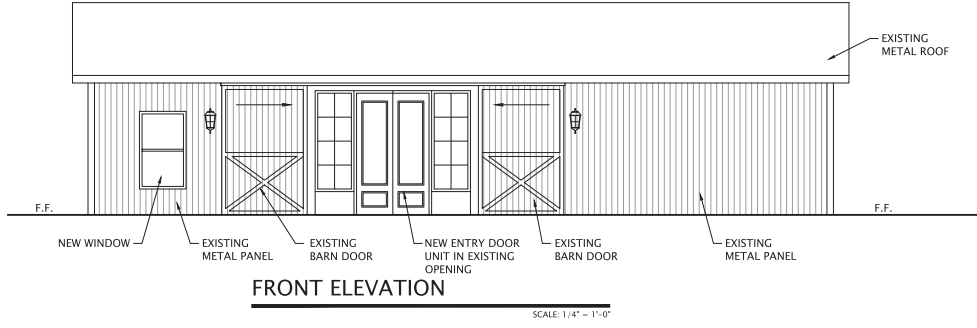 EXISTING
METAL ROOF
F.F.
F.F.
NEW WINDOW
EXISTING
METAL PANEL
EXISTING
BARN DOOR
NEW ENTRY DOOR
UNIT IN EXISTING
OPENING
EXISTING
BARN DOOR
EXISTING
METAL PANEL
FRONT ELEVATION
SCALE: 1/4" = 1'-0"